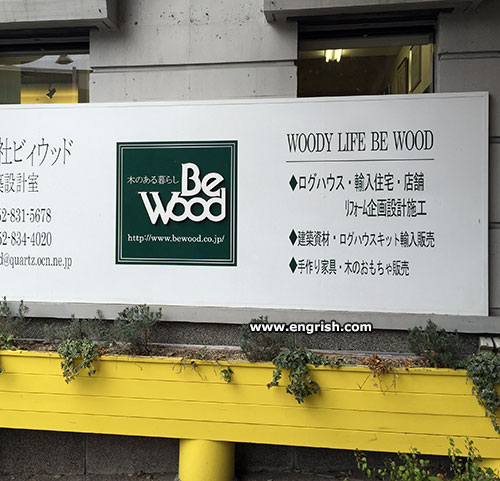 社ビィウッド
築設計室
52-831-5678
52-834-4020
d@quartz.ocn.ne.jp
木のある暮らし
Be
Wood
http://www.bewood.co.jp/
WOODY LIFE BE WOOD
◆ログハウス・輸入住宅・店舗
リフォーム企画設計施工
◆建築資材・ログハウスキット輸入販売
◆手作り家具・木のおもちゃ販売
www.engrish.com